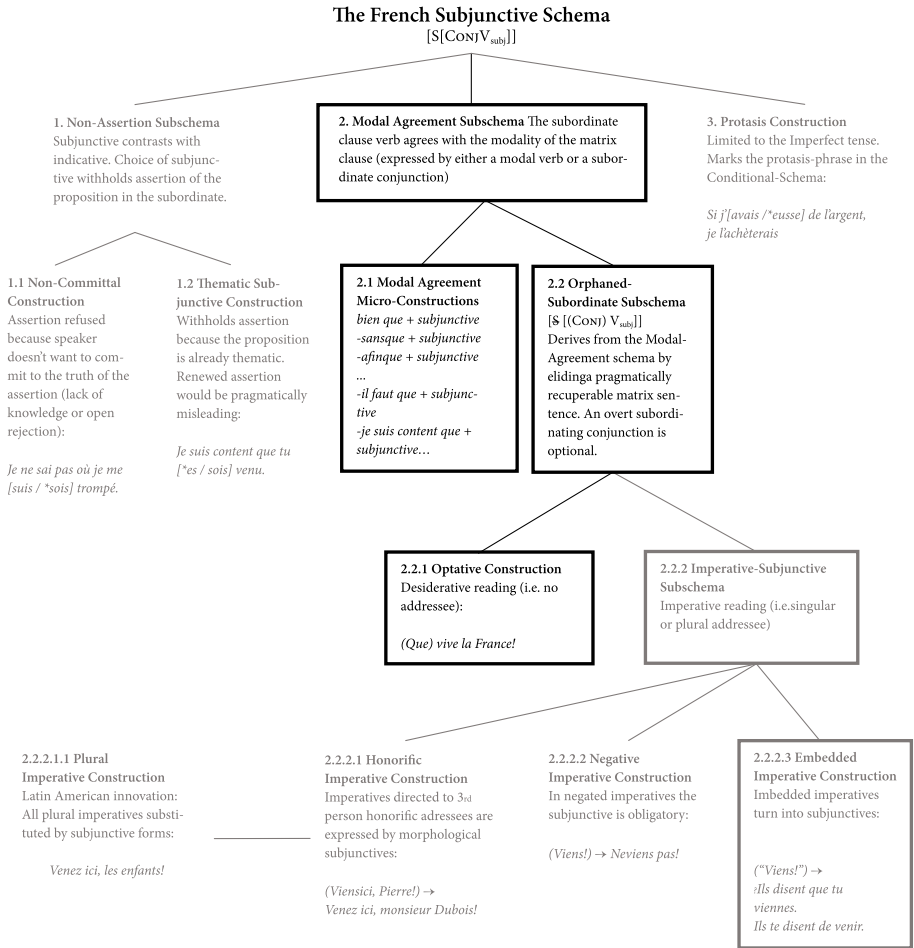 The French Subjunctive Schema
[S[CONJV_subj]]
1. Non-Assertion Subschema
Subjunctive contrasts with
indicative. Choice of subjunc-
tive withholds assertion of the
proposition in the subordinate.
2. Modal Agreement Subschema The subordinate
clause verb agrees with the modality of the matrix
clause (expressed by either a modal verb or a subor-
dinate conjunction)
3. Protasis Construction
Limited to the Imperfect tense.
Marks the protasis-phrase in the
Conditional-Schema:
Si j'[avais /*eusse] de l'argent,
je l'achèterais
1.1 Non-Committal
Construction
Assertion refused
because speaker
doesn't want to com-
mit to the truth of the
assertion (lack of
knowledge or open
rejection):
Je ne sai pas où je me
[suis / *sois] trompé.
1.2 Thematic Sub-
junctive Construction
Withholds assertion
because the proposition
is already thematic.
Renewed assertion
would be pragmatically
misleading:
Je suis content que tu
[*es / sois] venu.
2.1 Modal Agreement
Micro-Constructions
bien que + subjunctive
-sansque + subjunctive
-afinque + subjunctive
...
-il faut que + subjunc-
tive
-je suis content que +
subjunctive…
2.2 Orphaned-
Subordinate Subschema
[S [(CONJ) V_subj]]
Derives from the Modal-
Agreement schema by
elidinga pragmatically
recuperable matrix sen-
tence. An overt subordi-
nating conjunction is
optional.
2.2.1 Optative Construction
Desiderative reading (i.e. no
addressee):
(Que) vive la France!
2.2.2 Imperative-Subjunctive
Subschema
Imperative reading (i.e.singular
or plural addressee)
2.2.2.1.1 Plural
Imperative Construction
Latin American innovation:
All plural imperatives substi-
tuted by subjunctive forms:
Venez ici, les enfants!
2.2.2.1 Honorific
Imperative Construction
Imperatives directed to 3rd
person honorific adressees are
expressed by morphological
subjunctives:
(Viensici, Pierre!) →
Venez ici, monsieur Dubois!
2.2.2.2 Negative
Imperative Construction
In negated imperatives the
subjunctive is obligatory:
(Viens!) → Neviens pas!
2.2.2.3 Embedded
Imperative Construction
Imbedded imperatives
turn into subjunctives:
("Viens!") →
?Ils disent que tu
viennes.
Ils te disent de venir.